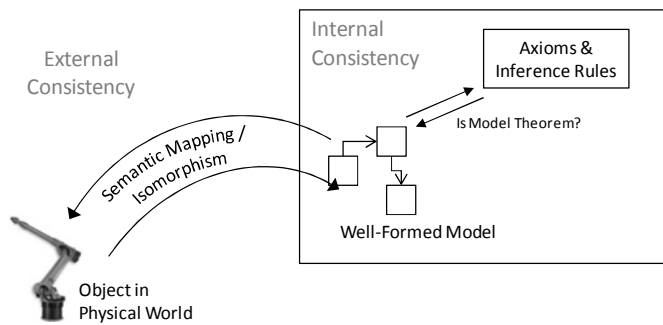 External
Consistency
Internal
Consistency
Axioms &
Inference Rules
Is Model Theorem?
Semantic Mapping /
Isomorphism
Well-Formed Model
Object in
Physical World